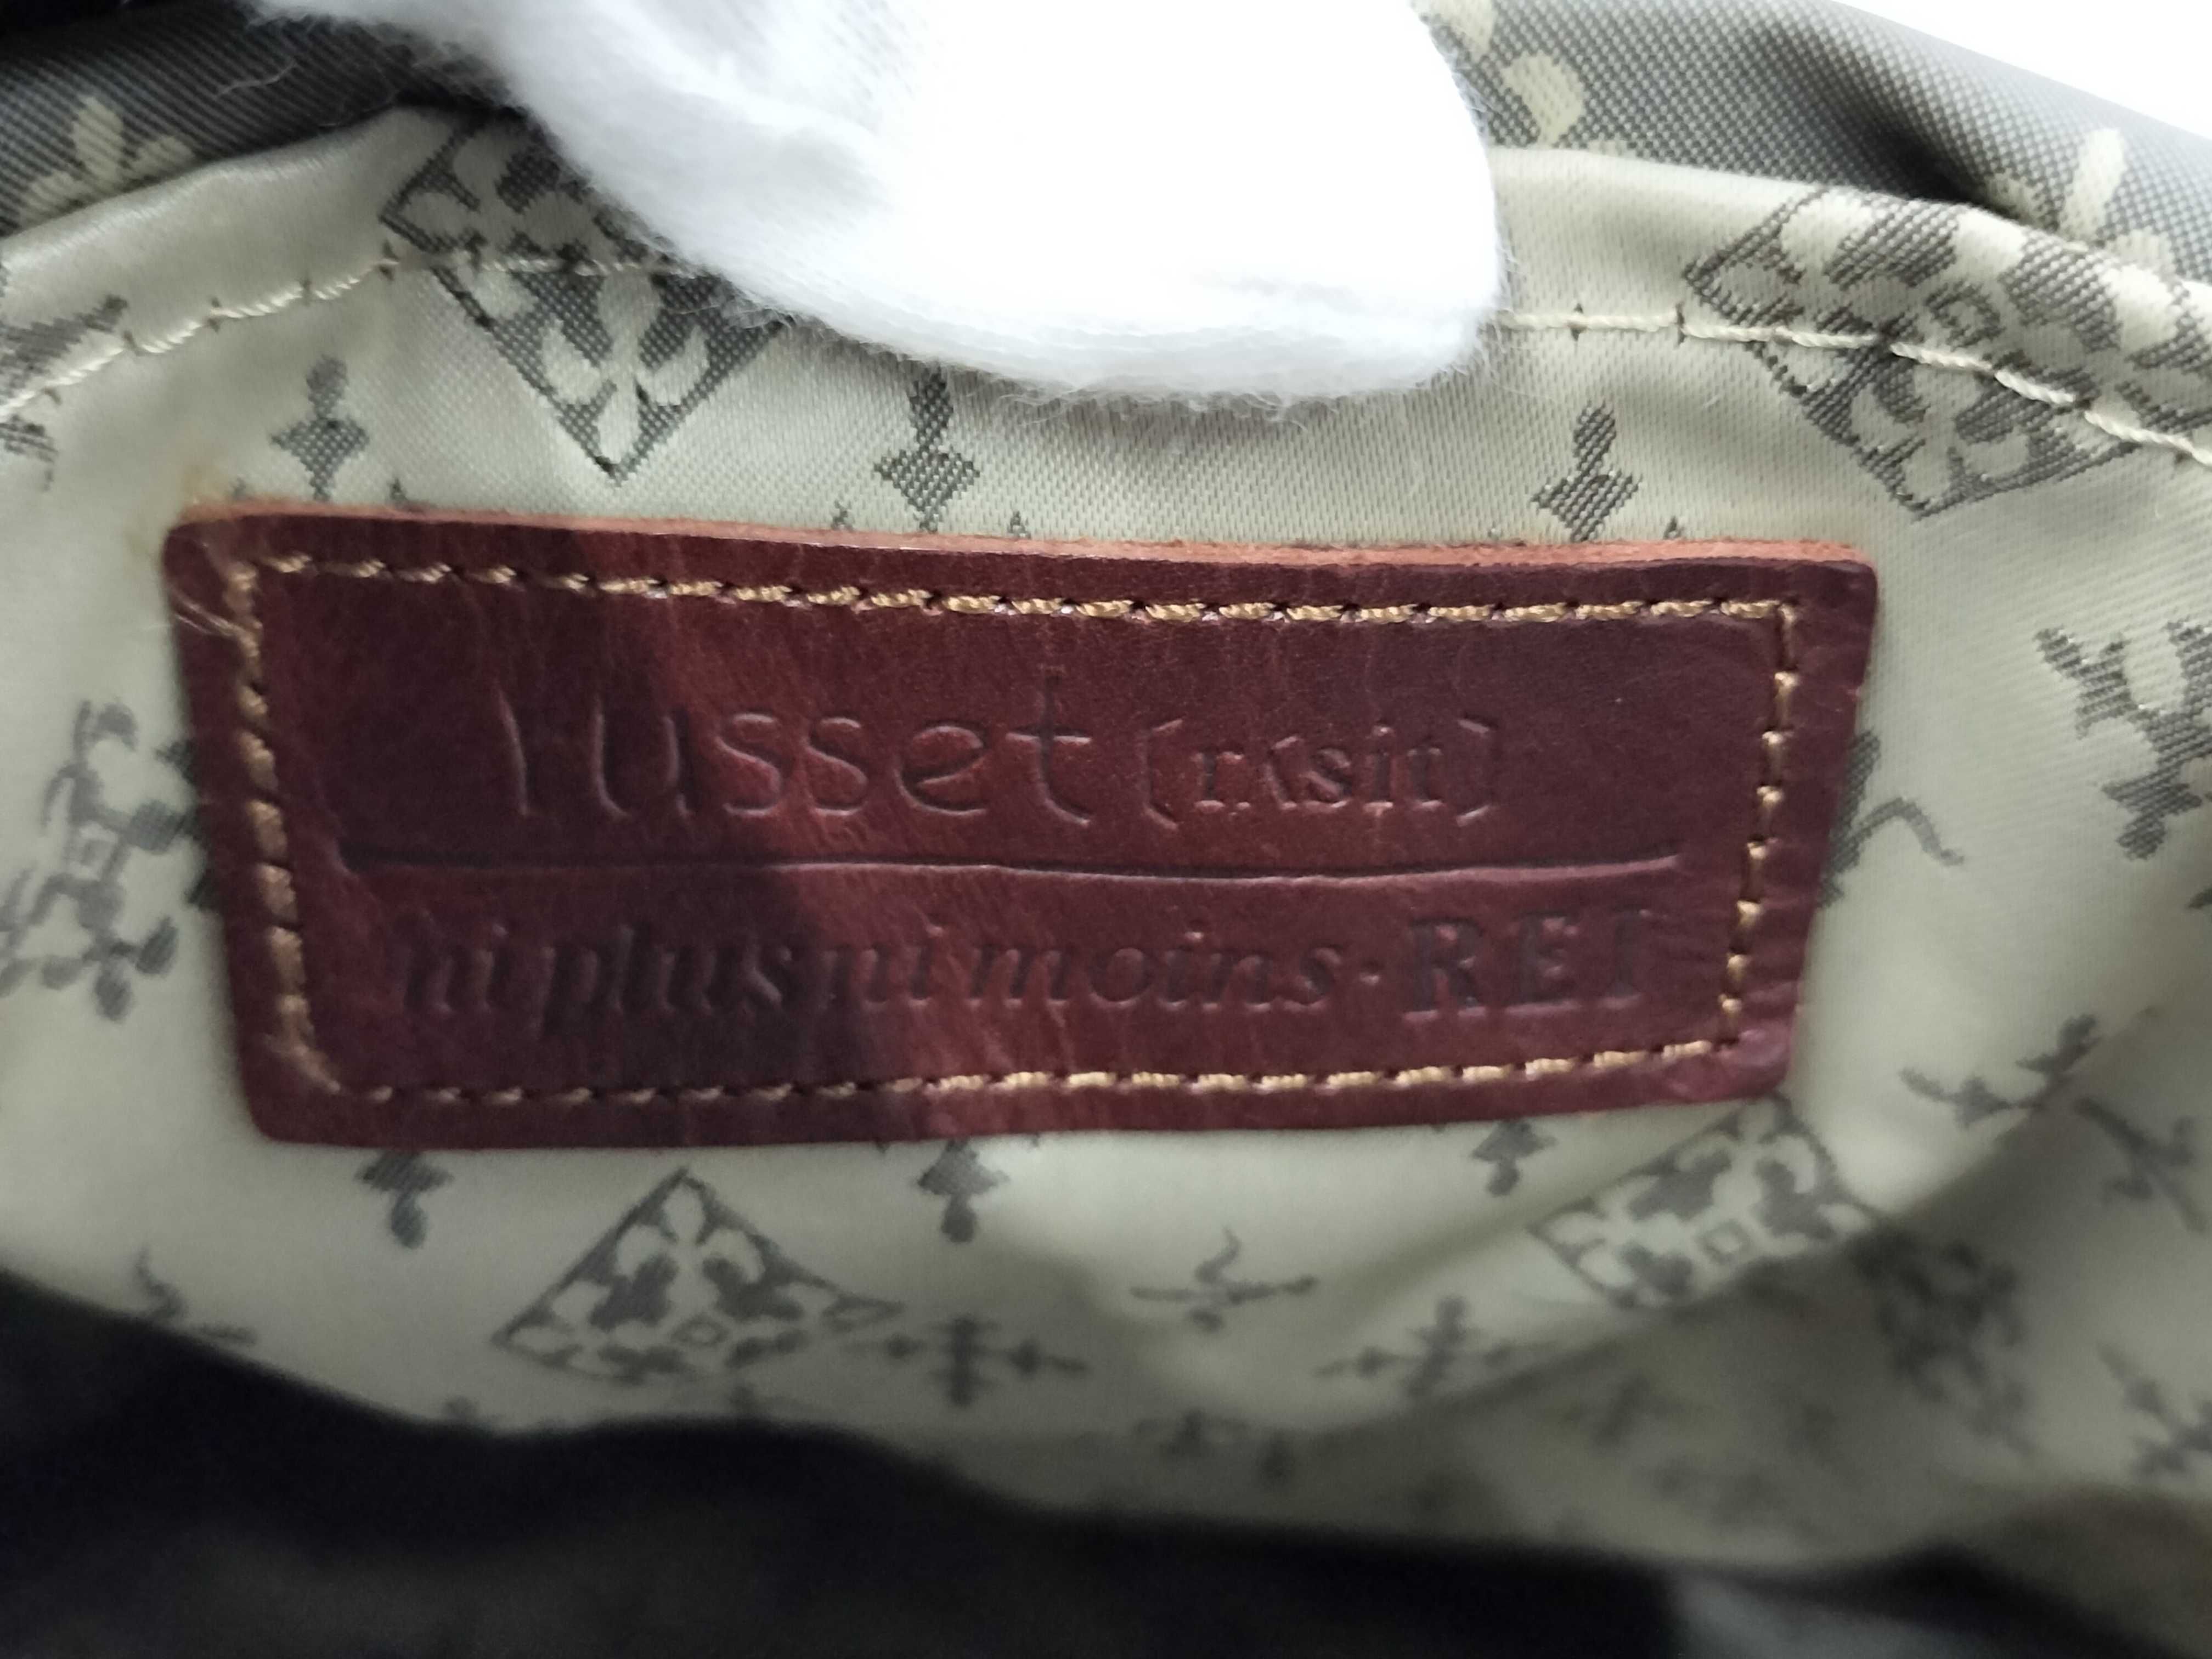 russet [rʌsit]
ni plus ni moins · REI